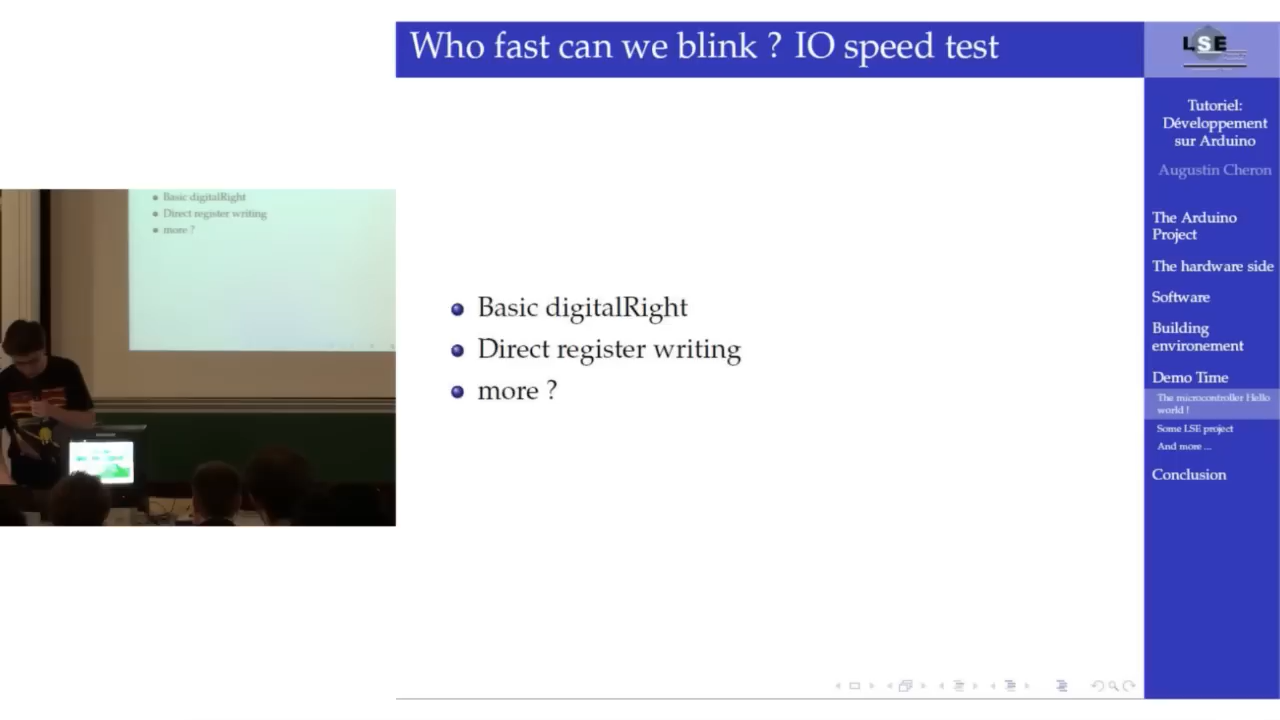 Who fast can we blink ? IO speed test
Basic digitalRight
Direct register writing
more ?
Basic digitalRight
Direct register writing
more ?
LSE
Tutoriel:
Développement
sur Arduino
Augustin Cheron
The Arduino
Project
The hardware side
Software
Building
environement
Demo Time
The microcontroller Hello
world !
Some LSE project
And more ...
Conclusion